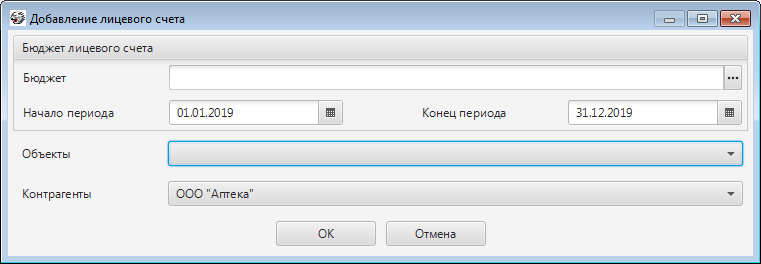 Добавление лицевого счета
Бюджет лицевого счета
Бюджет ...
Начало периода 01.01.2019 Конец периода 31.12.2019
Объекты
Контрагенты ООО "Аптека"
OK Отмена